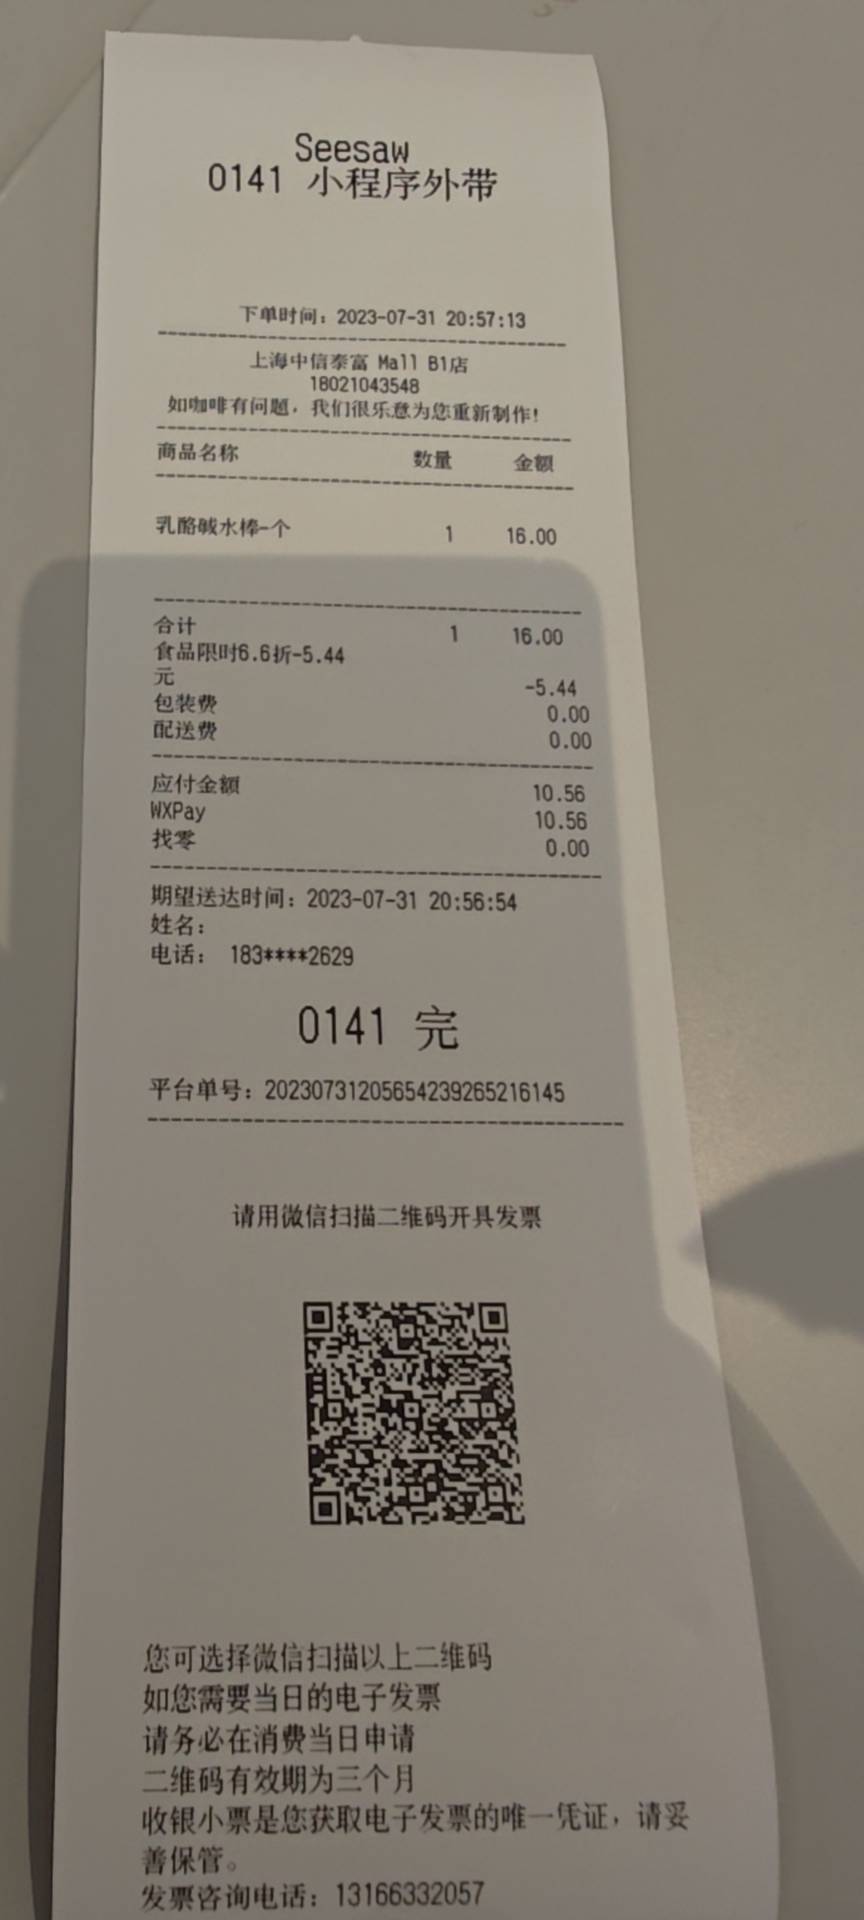 Seesaw
0141 小程序外带
下单时间：2023-07-31 20:57:13
上海中信泰富 Mall B1店
18021043548
如咖啡有问题，我们很乐意为您重新制作!
商品名称 数量 金额
乳酪碱水棒-个 1 16.00
合计 1 16.00
食品限时6.6折-5.44
元 -5.44
包装费 0.00
配送费 0.00
应付金额 10.56
WXPay 10.56
找零 0.00
期望送达时间：2023-07-31 20:56:54
姓名：
电话： 183****2629
0141 完
平台单号：20230731205654239265216145
请用微信扫描二维码开具发票
您可选择微信扫描以上二维码
如您需要当日的电子发票
请务必在消费当日申请
二维码有效期为三个月
收银小票是您获取电子发票的唯一凭证，请妥
善保管。
发票咨询电话：13166332057